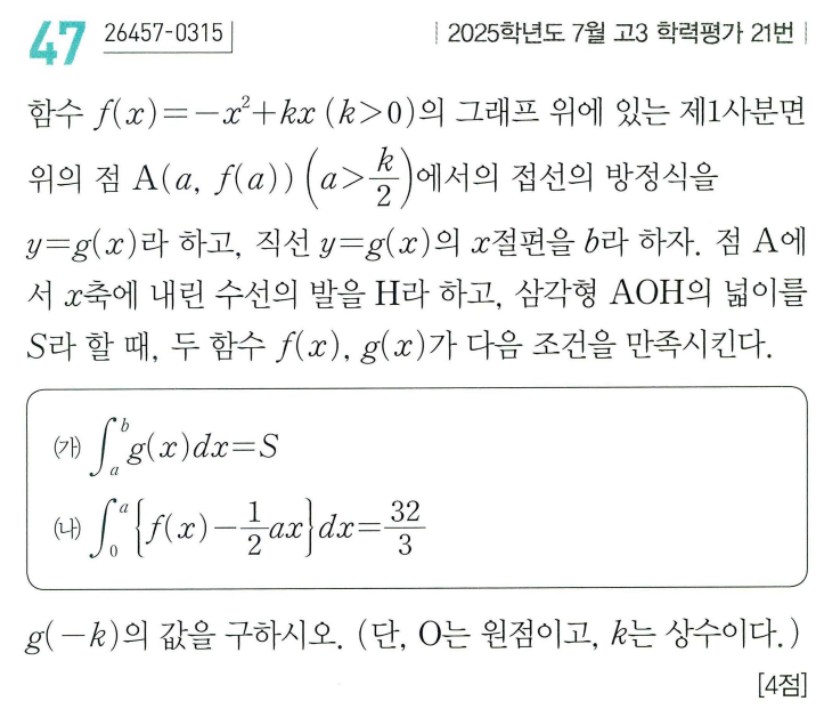 47 26457-0315 | 2025학년도 7월 고3 학력평가 21번 |
함수 f(x)=-x²+kx (k>0)의 그래프 위에 있는 제1사분면
위의 점 A(a, f(a)) (a>k/2)에서의 접선의 방정식을
y=g(x)라 하고, 직선 y=g(x)의 x절편을 b라 하자. 점 A에
서 x축에 내린 수선의 발을 H라 하고, 삼각형 AOH의 넓이를
S라 할 때, 두 함수 f(x), g(x)가 다음 조건을 만족시킨다.
㈎ ∫_a^b g(x)dx=S
㈏ ∫_0^a {f(x)-1/2ax}dx=32/3
g(-k)의 값을 구하시오. (단, O는 원점이고, k는 상수이다.)
[4점]